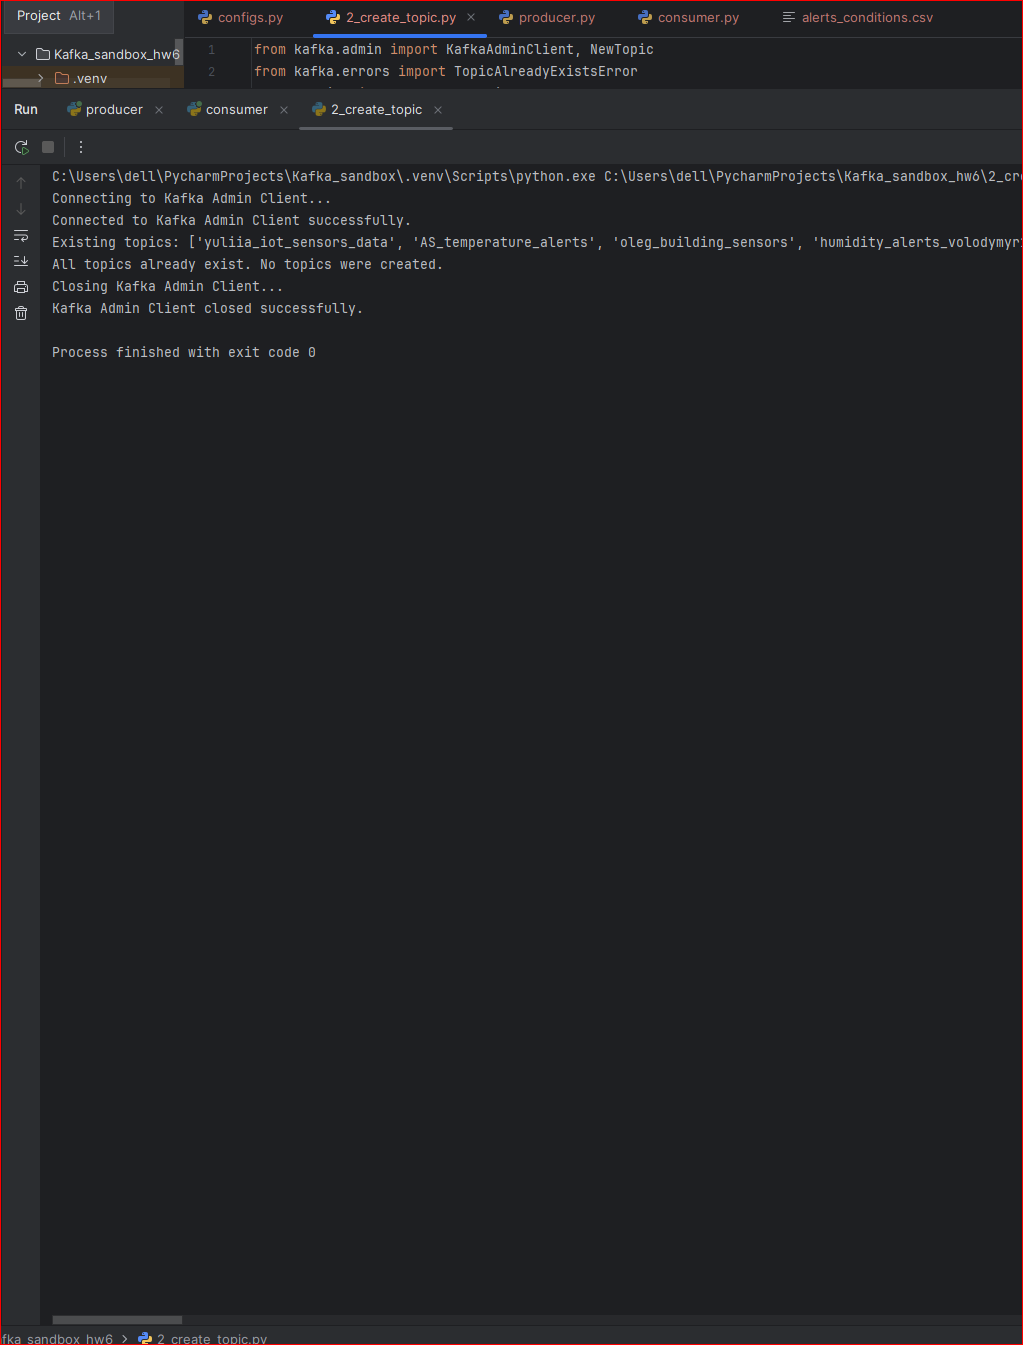 Project Alt+1
configs.py 2_create_topic.py producer.py consumer.py alerts_conditions.csv
Kafka_sandbox_hw6
.venv
1 from kafka.admin import KafkaAdminClient, NewTopic
2 from kafka.errors import TopicAlreadyExistsError
Run producer consumer 2_create_topic
C:\Users\dell\PycharmProjects\Kafka_sandbox\.venv\Scripts\python.exe C:\Users\dell\PycharmProjects\Kafka_sandbox_hw6\2_cr
Connecting to Kafka Admin Client...
Connected to Kafka Admin Client successfully.
Existing topics: ['yuliia_iot_sensors_data', 'AS_temperature_alerts', 'oleg_building_sensors', 'humidity_alerts_volodymyr
All topics already exist. No topics were created.
Closing Kafka Admin Client...
Kafka Admin Client closed successfully.
Process finished with exit code 0
fka_sandbox_hw6 > 2_create_topic.py